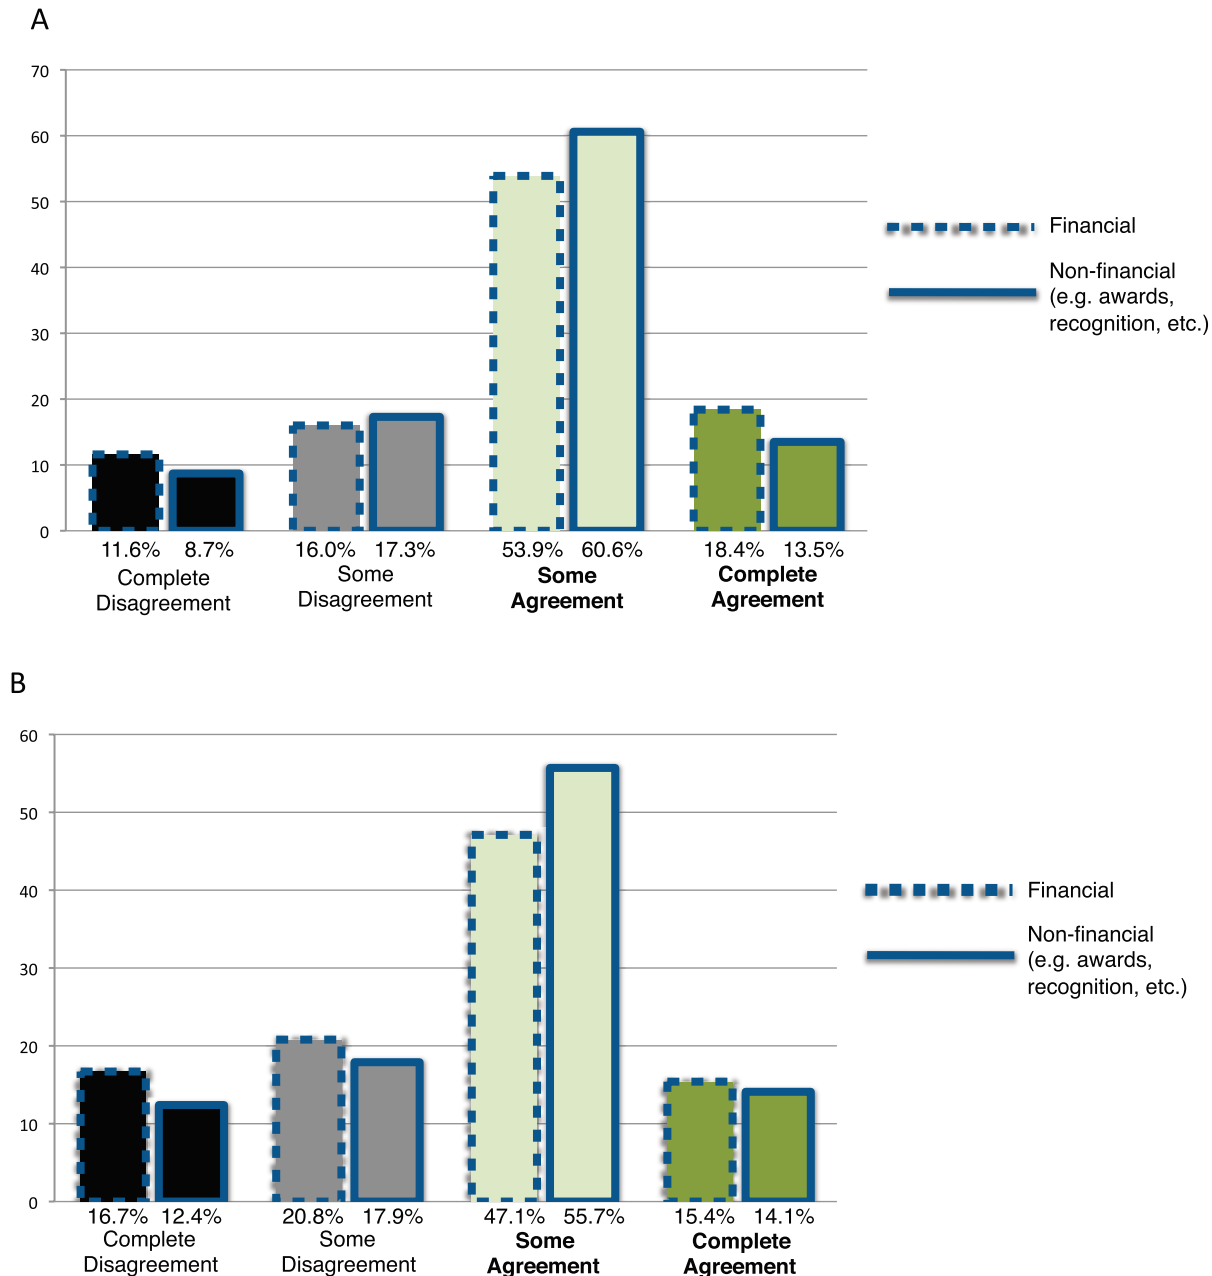 A
70
60
50
40
30
20
10
0
11.6% 8.7% 16.0% 17.3% 53.9% 60.6% 18.4% 13.5%
Complete
Disagreement
Some
Disagreement
Some
Agreement
Complete
Agreement
Financial
Non-financial
(e.g. awards,
recognition, etc.)
B
60
50
40
30
20
10
0
16.7% 12.4% 20.8% 17.9% 47.1% 55.7% 15.4% 14.1%
Complete
Disagreement
Some
Disagreement
Some
Agreement
Complete
Agreement
Financial
Non-financial
(e.g. awards,
recognition, etc.)